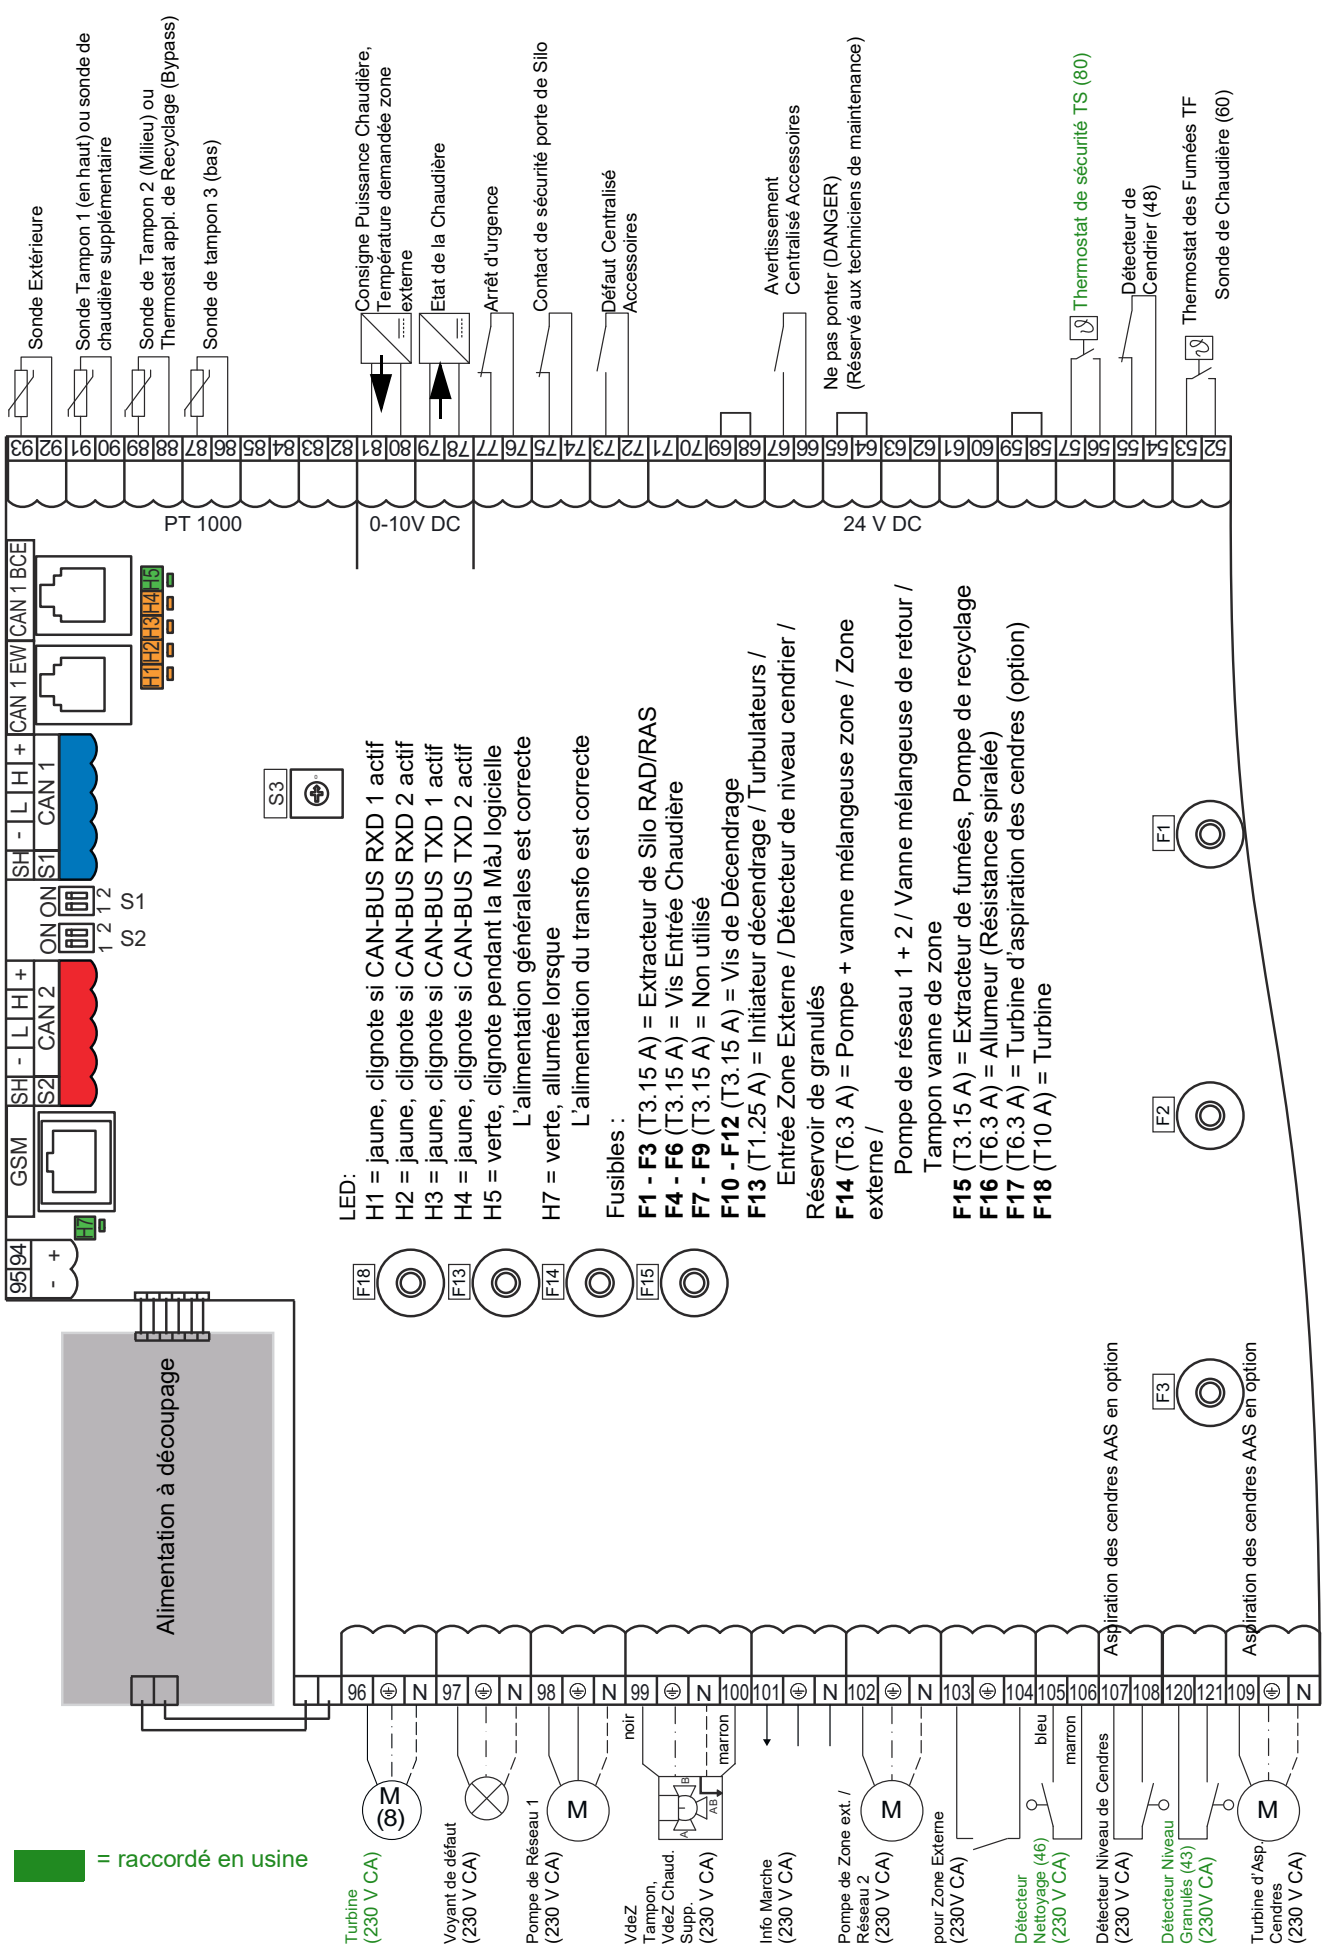 Sonde Extérieure
Sonde Tampon 1 (en haut) ou sonde de
chaudière supplémentaire
Sonde de Tampon 2 (Milieu) ou
Thermostat appl. de Recyclage (Bypass)
Sonde de tampon 3 (bas)
Consigne Puissance Chaudière,
Température demandée zone
externe
Etat de la Chaudière
Arrêt d'urgence
Contact de sécurité porte de Silo
Défaut Centralisé
Accessoires
Avertissement
Centralisé Accessoires
Ne pas ponter (DANGER)
(Réservé aux techniciens de maintenance)
Thermostat de sécurité TS (80)
Détecteur de
Cendrier (48)
Thermostat des Fumées TF
Sonde de Chaudière (60)
93 92 91 90 89 88 87 86 85 84 83 82 81 80 79 78 77 76 75 74 73 72 71 70 69 68 67 66 65 64 63 62 61 60 59 58 57 56 55 54 53 52
PT 1000
0-10V DC
24 V DC
CAN 1 BCE
CAN 1 EW
H1 H2 H3 H4 H5
SH - L H +
S1 CAN 1
ON ON
1 2 1 2
S1
S2
SH - L H +
S2 CAN 2
GSM
H7
95 94
- +
S3
Alimentation à découpage
LED:
H1 = jaune, clignote si CAN-BUS RXD 1 actif
H2 = jaune, clignote si CAN-BUS RXD 2 actif
H3 = jaune, clignote si CAN-BUS TXD 1 actif
H4 = jaune, clignote si CAN-BUS TXD 2 actif
H5 = verte, clignote pendant la MàJ logicielle
L'alimentation générales est correcte
H7 = verte, allumée lorsque
L'alimentation du transfo est correcte
Fusibles :
F1 - F3 (T3.15 A) = Extracteur de Silo RAD/RAS
F4 - F6 (T3.15 A) = Vis Entrée Chaudière
F7 - F9 (T3.15 A) = Non utilisé
F10 - F12 (T3.15 A) = Vis de Décendrage
F13 (T1.25 A) = Initiateur décendrage / Turbulateurs /
Entrée Zone Externe / Détecteur de niveau cendrier /
Réservoir de granulés
F14 (T6.3 A) = Pompe + vanne mélangeuse zone / Zone
externe /
Pompe de réseau 1 + 2 / Vanne mélangeuse de retour /
Tampon vanne de zone
F15 (T3.15 A) = Extracteur de fumées, Pompe de recyclage
F16 (T6.3 A) = Allumeur (Résistance spiralée)
F17 (T6.3 A) = Turbine d'aspiration des cendres (option)
F18 (T10 A) = Turbine
F18
F13
F14
F15
F1
F2
F3
Aspiration des cendres AAS en option
Aspiration des cendres AAS en option
96 N 97 N 98 N 99 N 100 101 N 102 N 103 104 105 106 107 108 120 121 109 N
noir
marron
bleu
marron
M
(8)
M
A B
AB
M
M
= raccordé en usine
Turbine
(230 V CA)
Voyant de défaut
(230 V CA)
Pompe de Réseau 1
(230 V CA)
VdeZ
Tampon,
VdeZ Chaud.
Supp.
(230 V CA)
Info Marche
(230 V CA)
Pompe de Zone ext. /
Réseau 2
(230 V CA)
pour Zone Externe
(230V CA)
Détecteur
Nettoyage (46)
(230 V CA)
Détecteur Niveau de Cendres
(230 V CA)
Détecteur Niveau
Granulés (43)
(230V CA)
Turbine d'Asp.
Cendres
(230 V CA)